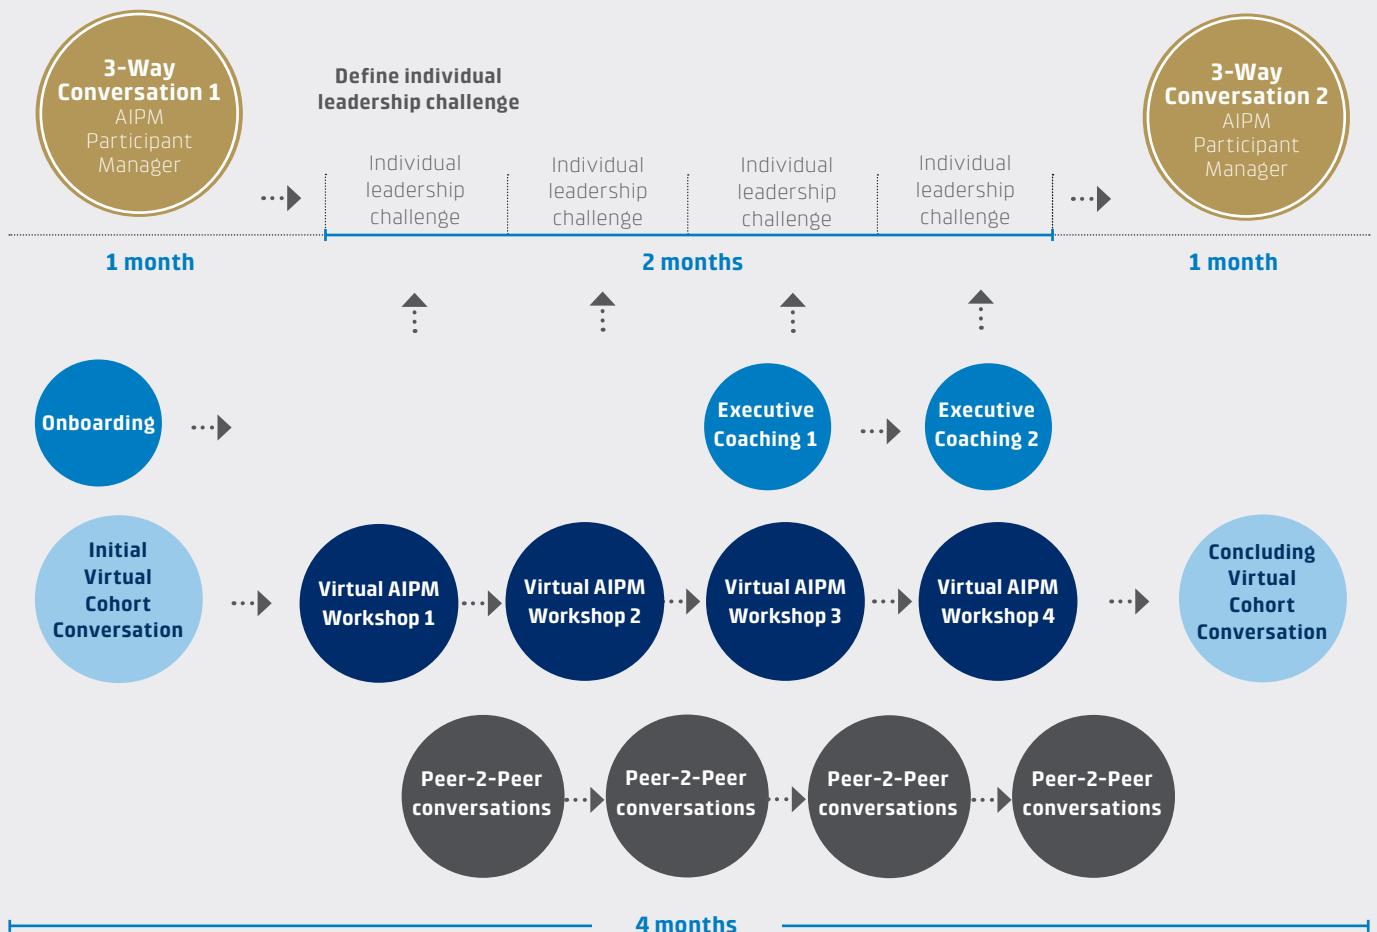 3-Way
Conversation 1
AIPM
Participant
Manager
Define individual
leadership challenge
3-Way
Conversation 2
AIPM
Participant
Manager
Individual
leadership
challenge
Individual
leadership
challenge
Individual
leadership
challenge
Individual
leadership
challenge
1 month
2 months
1 month
Onboarding
Executive
Coaching 1
Executive
Coaching 2
Initial
Virtual
Cohort
Conversation
Virtual AIPM
Workshop 1
Virtual AIPM
Workshop 2
Virtual AIPM
Workshop 3
Virtual AIPM
Workshop 4
Concluding
Virtual
Cohort
Conversation
Peer-2-Peer
conversations
Peer-2-Peer
conversations
Peer-2-Peer
conversations
Peer-2-Peer
conversations
4 months